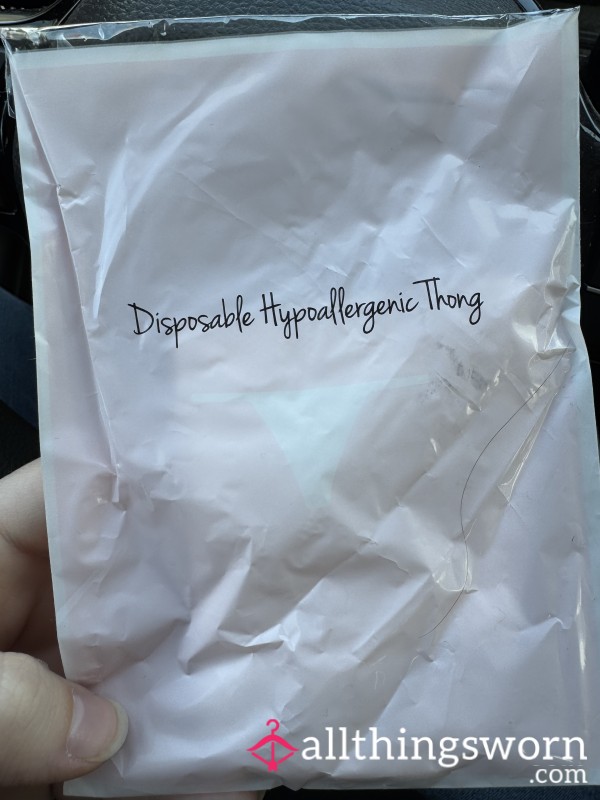 Disposable Hypoallergenic Thong
allthingsworn
.com